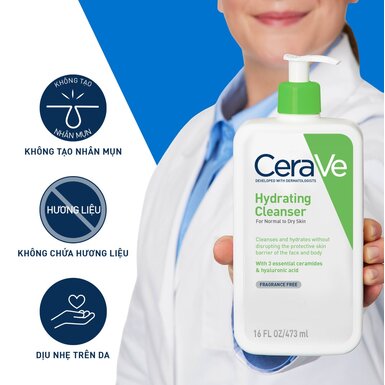 KHÔNG TẠO
NHÂN MỤN
KHÔNG TẠO NHÂN MỤN
HƯƠNG LIỆU
KHÔNG CHỨA HƯƠNG LIỆU
DỊU NHẸ TRÊN DA
CeraVe
DEVELOPED WITH DERMATOLOGISTS
Hydrating
Cleanser
For Normal to Dry Skin
Cleanses and hydrates without
disrupting the protective skin
barrier of the face and body
With 3 essential ceramides
& hyaluronic acid
FRAGRANCE FREE
16 FL OZ/473 ml